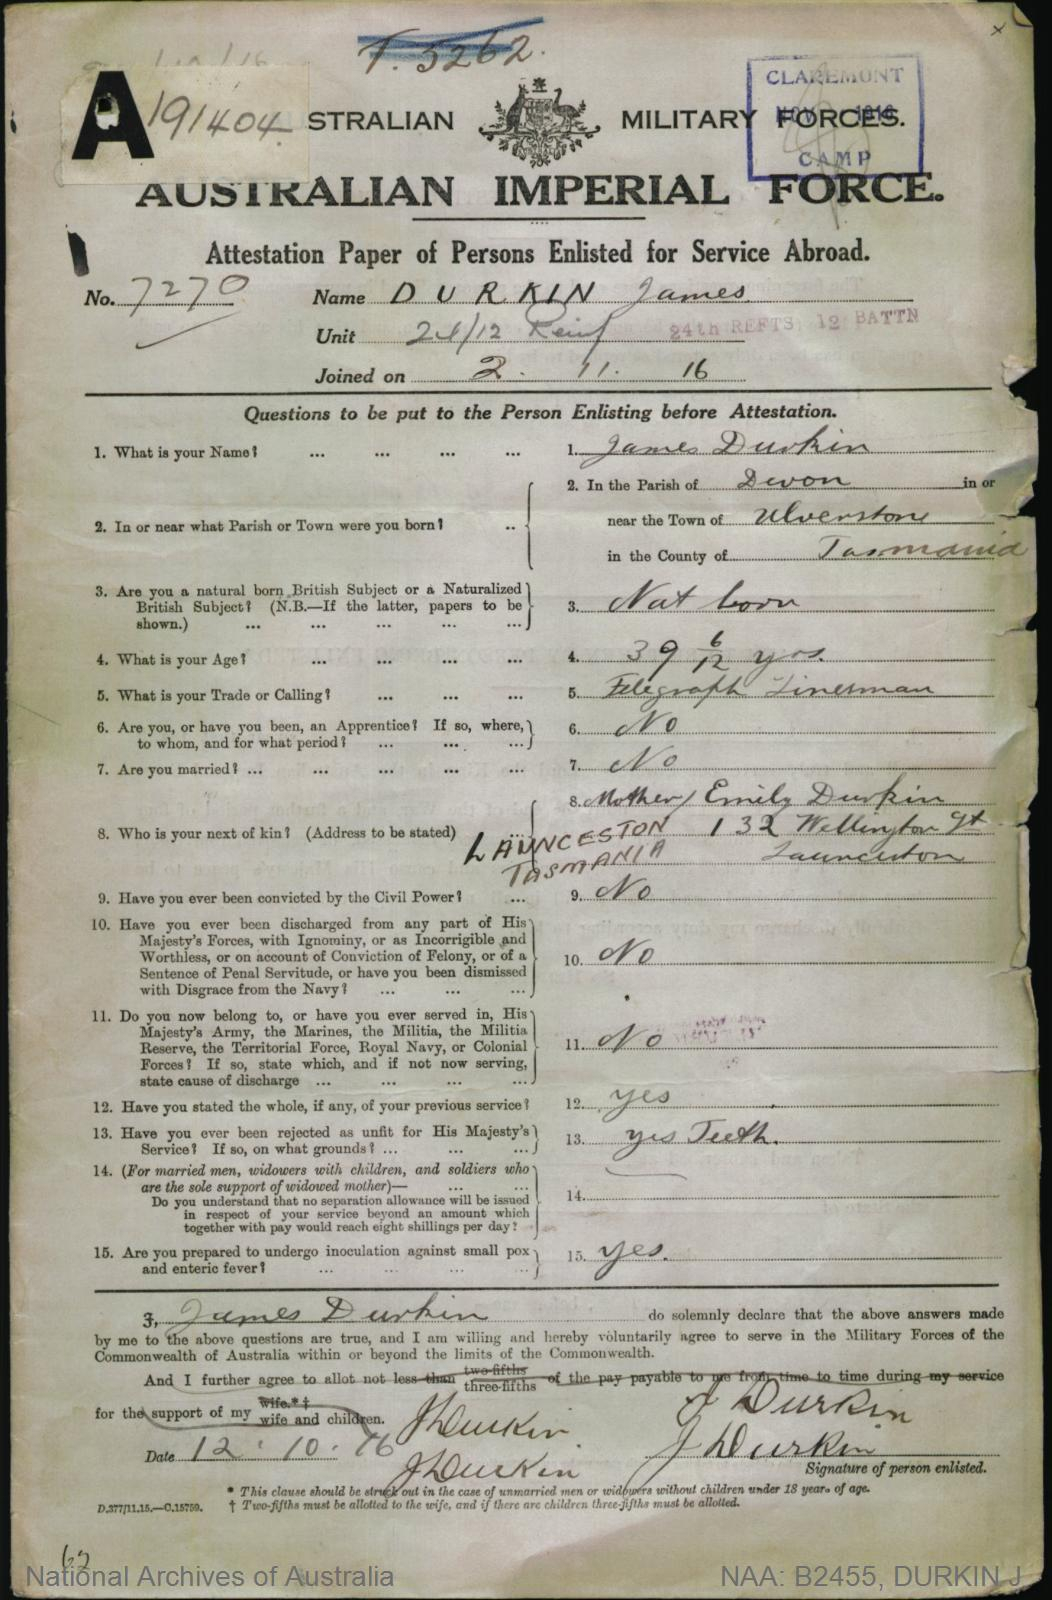 T. 5262.
A 191404
STRALIAN MILITARY FORCES.
CLAREMONT
NOV 1916
CAMP
AUSTRALIAN IMPERIAL FORCE.
Attestation Paper of Persons Enlisted for Service Abroad.
No. 7270 Name DURKIN James
Unit 24/12 Reinf 24th REFTS 12 BATTN
Joined on 2. 11. 16
Questions to be put to the Person Enlisting before Attestation.
1. What is your Name? ... ... ... ... 1. James Durkin
2. In or near what Parish or Town were you born? .. 2. In the Parish of Devon in or
near the Town of Ulverstone
in the County of Tasmania
3. Are you a natural born British Subject or a Naturalized
British Subject? (N.B.—If the latter, papers to be
shown.) ... ... ... ... ... 3. Nat born
4. What is your Age? ... ... ... ... 4. 39 6/12 yrs.
5. What is your Trade or Calling? ... ... ... 5. Telegraph Linesman
6. Are you, or have you been, an Apprentice? If so, where,
to whom, and for what period? ... ... ... 6. No
7. Are you married? ... ... ... ... ... 7. No
8. Who is your next of kin? (Address to be stated) ... 8. Mother/ Emily Durkin
132 Wellington St
Launceston
LAUNCESTON
TASMANIA
9. Have you ever been convicted by the Civil Power? ... 9. No
10. Have you ever been discharged from any part of His
Majesty's Forces, with Ignominy, or as Incorrigible and
Worthless, or on account of Conviction of Felony, or of a
Sentence of Penal Servitude, or have you been dismissed
with Disgrace from the Navy? ... ... ... 10. No
11. Do you now belong to, or have you ever served in, His
Majesty's Army, the Marines, the Militia, the Militia
Reserve, the Territorial Force, Royal Navy, or Colonial
Forces? If so, state which, and if not now serving,
state cause of discharge ... ... ... ... 11. No
12. Have you stated the whole, if any, of your previous service? 12. yes
13. Have you ever been rejected as unfit for His Majesty's
Service? If so, on what grounds? ... ... ... 13. yes Teeth.
14. (For married men, widowers with children, and soldiers who
are the sole support of widowed mother)— ... ...
Do you understand that no separation allowance will be issued
in respect of your service beyond an amount which
together with pay would reach eight shillings per day? 14.
15. Are you prepared to undergo inoculation against small pox
and enteric fever? ... ... ... ... 15. yes.
I, James Durkin do solemnly declare that the above answers made
by me to the above questions are true, and I am willing and hereby voluntarily agree to serve in the Military Forces of the
Commonwealth of Australia within or beyond the limits of the Commonwealth.
And I further agree to allot not less than two-fifths three-fifths of the pay payable to me from time to time during my service
for the support of my wife.*† wife and children.
J Durkin J Durkin
Date 12. 10. 16 J Durkin
J Durkin Signature of person enlisted.
* This clause should be struck out in the case of unmarried men or widowers without children under 18 years of age.
D.377/11.15.—C.15759. † Two-fifths must be allotted to the wife, and if there are children three-fifths must be allotted.
62
National Archives of Australia NAA: B2455, DURKIN J